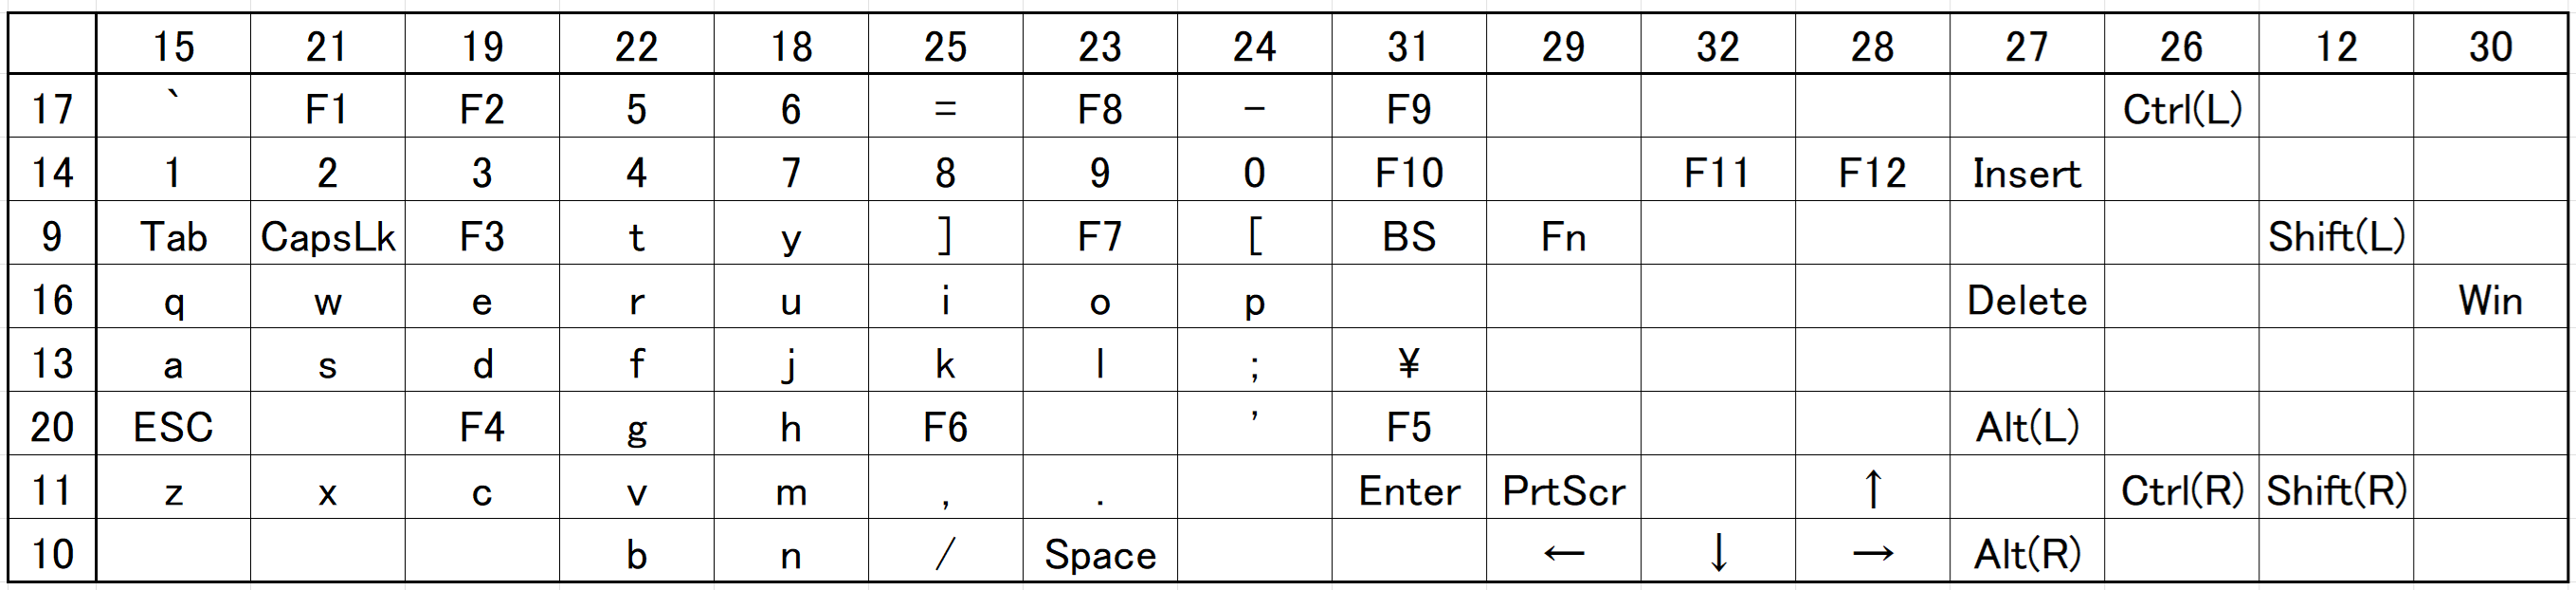 15 21 19 22 18 25 23 24 31 29 32 28 27 26 12 30
17 ` F1 F2 5 6 = F8 - F9 Ctrl(L)
14 1 2 3 4 7 8 9 0 F10 F11 F12 Insert
9 Tab CapsLk F3 t y ] F7 [ BS Fn Shift(L)
16 q w e r u i o p Delete Win
13 a s d f j k l ; ¥
20 ESC F4 g h F6 ' F5 Alt(L)
11 z x c v m , . Enter PrtScr ↑ Ctrl(R) Shift(R)
10 b n / Space ← ↓ → Alt(R)